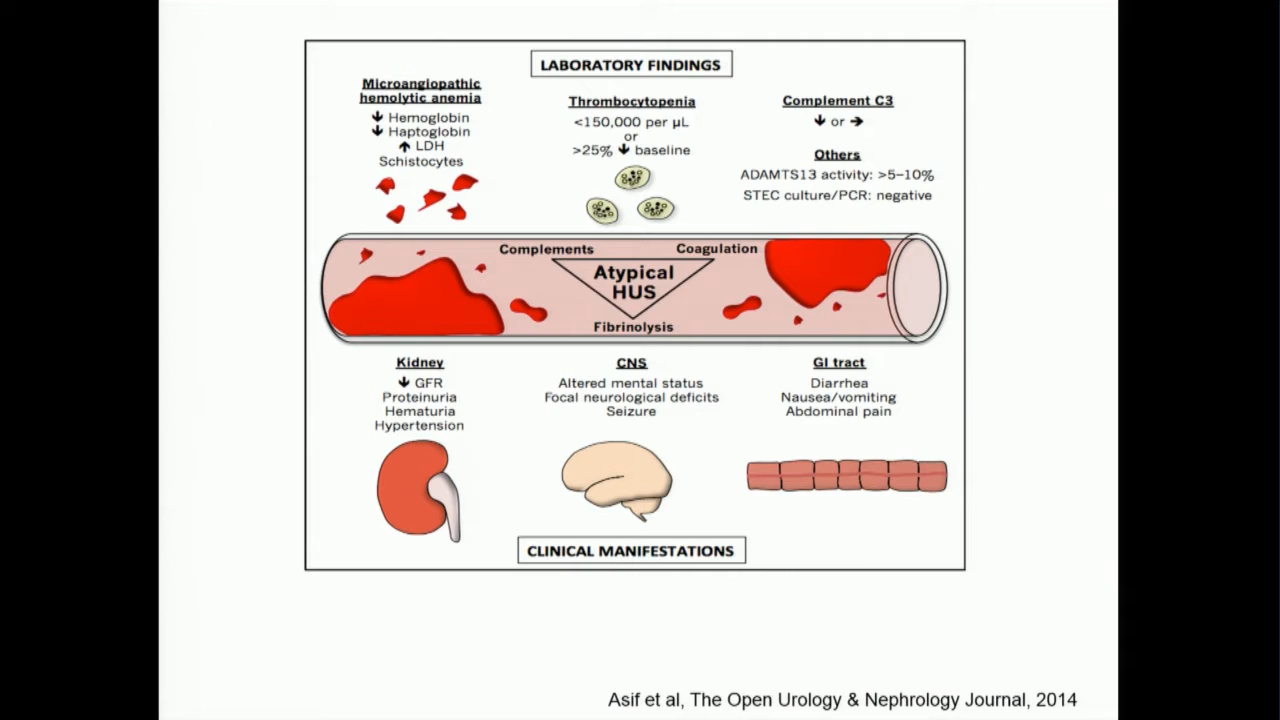 LABORATORY FINDINGS
Microangiopathic
hemolytic anemia
↓ Hemoglobin
↓ Haptoglobin
↑ LDH
Schistocytes
Thrombocytopenia
<150,000 per µL
or
>25% ↓ baseline
Complement C3
↓ or →
Others
ADAMTS13 activity: >5–10%
STEC culture/PCR: negative
Complements
Coagulation
Atypical
HUS
Fibrinolysis
Kidney
↓ GFR
Proteinuria
Hematuria
Hypertension
CNS
Altered mental status
Focal neurological deficits
Seizure
GI tract
Diarrhea
Nausea/vomiting
Abdominal pain
CLINICAL MANIFESTATIONS
Asif et al, The Open Urology & Nephrology Journal, 2014